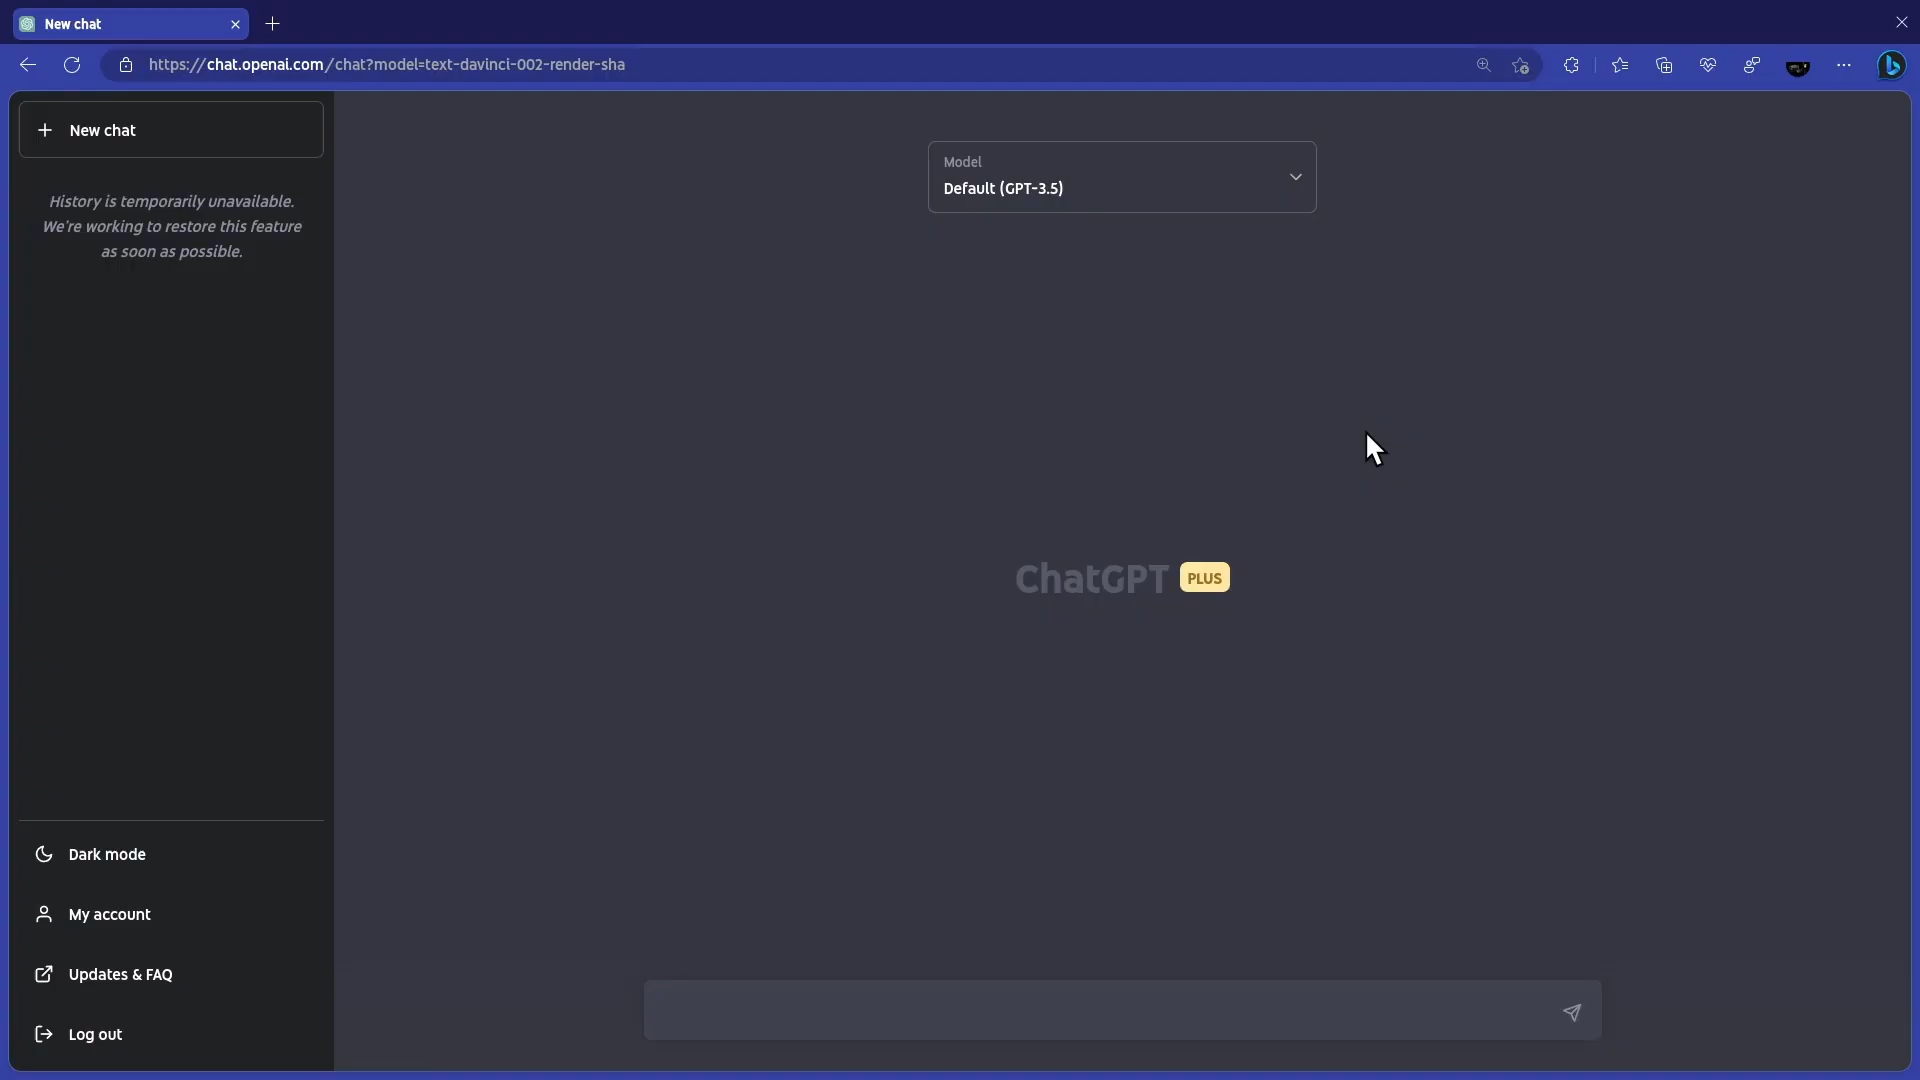 New chat
https://chat.openai.com/chat?model=text-davinci-002-render-sha
New chat
History is temporarily unavailable.
We're working to restore this feature
as soon as possible.
Model
Default (GPT-3.5)
ChatGPT PLUS
Dark mode
My account
Updates & FAQ
Log out